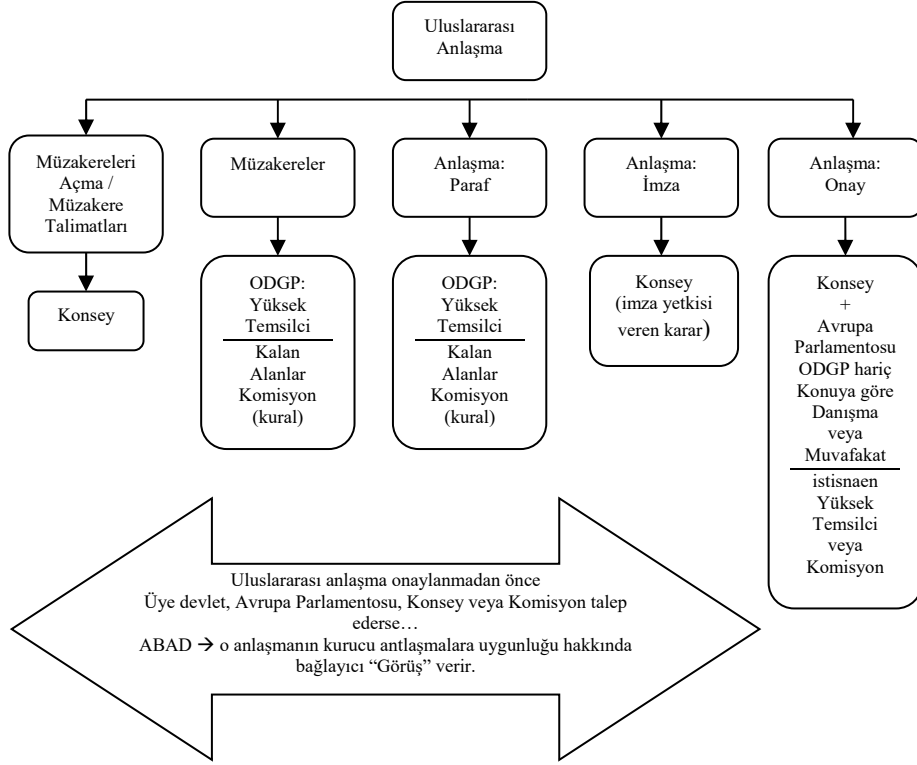 Uluslararası
Anlaşma
Müzakereleri
Açma /
Müzakere
Talimatları
Müzakereler
Anlaşma:
Paraf
Anlaşma:
İmza
Anlaşma:
Onay
Konsey
ODGP:
Yüksek
Temsilci
Kalan
Alanlar
Komisyon
(kural)
ODGP:
Yüksek
Temsilci
Kalan
Alanlar
Komisyon
(kural)
Konsey
(imza yetkisi
veren karar)
Konsey
+
Avrupa
Parlamentosu
ODGP hariç
Konuya göre
Danışma
veya
Muvafakat
istisnaen
Yüksek
Temsilci
veya
Komisyon
Uluslararası anlaşma onaylanmadan önce
Üye devlet, Avrupa Parlamentosu, Konsey veya Komisyon talep
ederse…
ABAD → o anlaşmanın kurucu antlaşmalara uygunluğu hakkında
bağlayıcı “Görüş” verir.